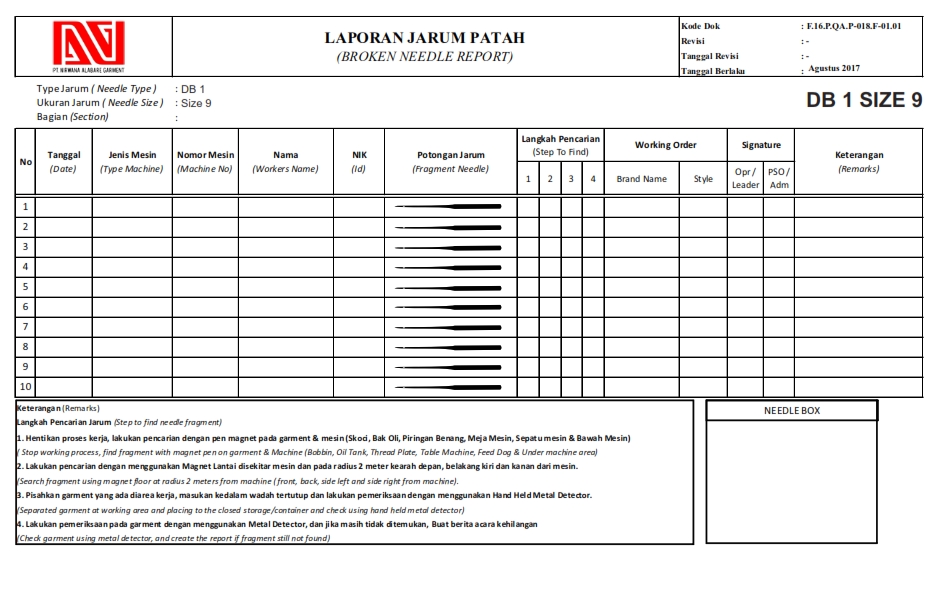 PT. NIRWANA ALABARE GARMENT
LAPORAN JARUM PATAH
(BROKEN NEEDLE REPORT)
Kode Dok : F.16.P.QA.P-018.F-01.01
Revisi : -
Tanggal Revisi : -
Tanggal Berlaku : Agustus 2017
Type Jarum ( Needle Type ) : DB 1
Ukuran Jarum ( Needle Size ) : Size 9
Bagian (Section) :
DB 1 SIZE 9
No
Tanggal
(Date)
Jenis Mesin
(Type Machine)
Nomor Mesin
(Machine No)
Nama
(Workers Name)
NIK
(Id)
Potongan Jarum
(Fragment Needle)
Langkah Pencarian
(Step To Find)
1 2 3 4
Working Order
Brand Name Style
Signature
Opr /
Leader
PSO /
Adm
Keterangan
(Remarks)
1
2
3
4
5
6
7
8
9
10
Keterangan (Remarks)
Langkah Pencarian Jarum (Step to find needle fragment)
1. Hentikan proses kerja, lakukan pencarian dengan pen magnet pada garment & mesin (Skoci, Bak Oli, Piringan Benang, Meja Mesin, Sepatu mesin & Bawah Mesin)
( Stop working process, find fragment with magnet pen on garment & Machine (Bobbin, Oil Tank, Thread Plate, Table Machine, Feed Dog & Under machine area)
2. Lakukan pencarian dengan menggunakan Magnet Lantai disekitar mesin dan pada radius 2 meter kearah depan, belakang kiri dan kanan dari mesin.
(Search fragment using magnet floor at radius 2 meters from machine ( front, back, side left and side right from machine).
3. Pisahkan garment yang ada diarea kerja, masukan kedalam wadah tertutup dan lakukan pemeriksaan dengan menggunakan Hand Held Metal Detector.
(Separated garment at working area and placing to the closed storage/container and check using hand held metal detector)
4. Lakukan pemeriksaan pada garment dengan menggunakan Metal Detector, dan jika masih tidak ditemukan, Buat berita acara kehilangan
(Check garment using metal detector, and create the report if fragment still not found)
NEEDLE BOX